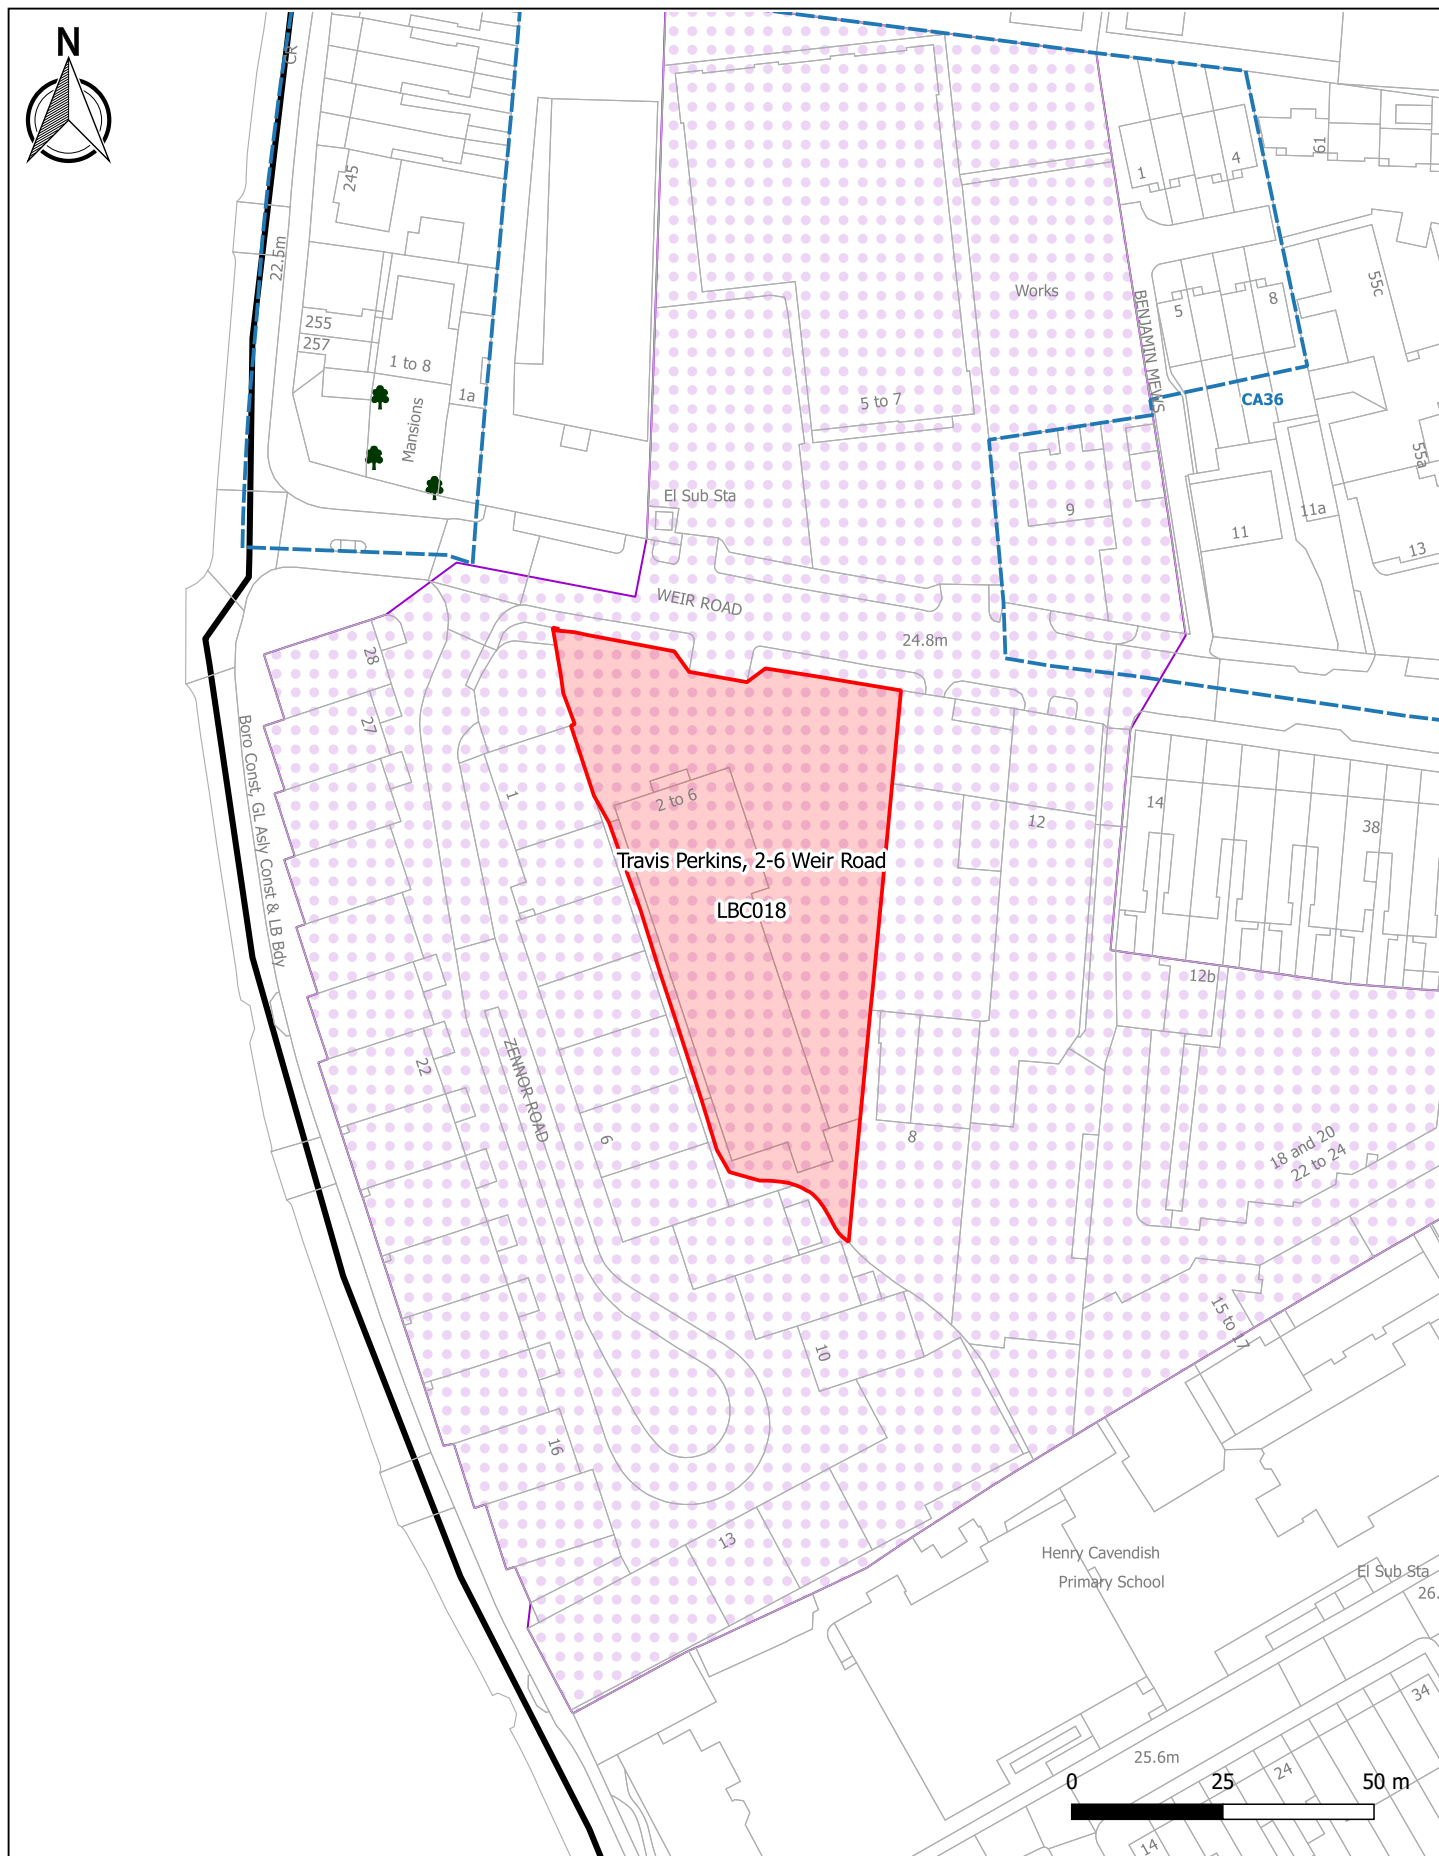 N
GR
245
22.5m
255
257
1 to 8
1a
Mansions
1
4
61
Works
BENJAMIN MEWS
5
8
55c
5 to 7
CA36
55a
El Sub Sta
9
11
11a
13
WEIR ROAD
24.8m
28
27
Boro Const, GL Asly Const & LB Bdy
1
2 to 6
12
14
38
Travis Perkins, 2-6 Weir Road
LBC018
12b
22
ZENNOR ROAD
6
8
18 and 20
22 to 24
15 to 17
10
16
13
Henry Cavendish
Primary School
El Sub Sta
26.
34
25.6m
24
0 25 50 m
14